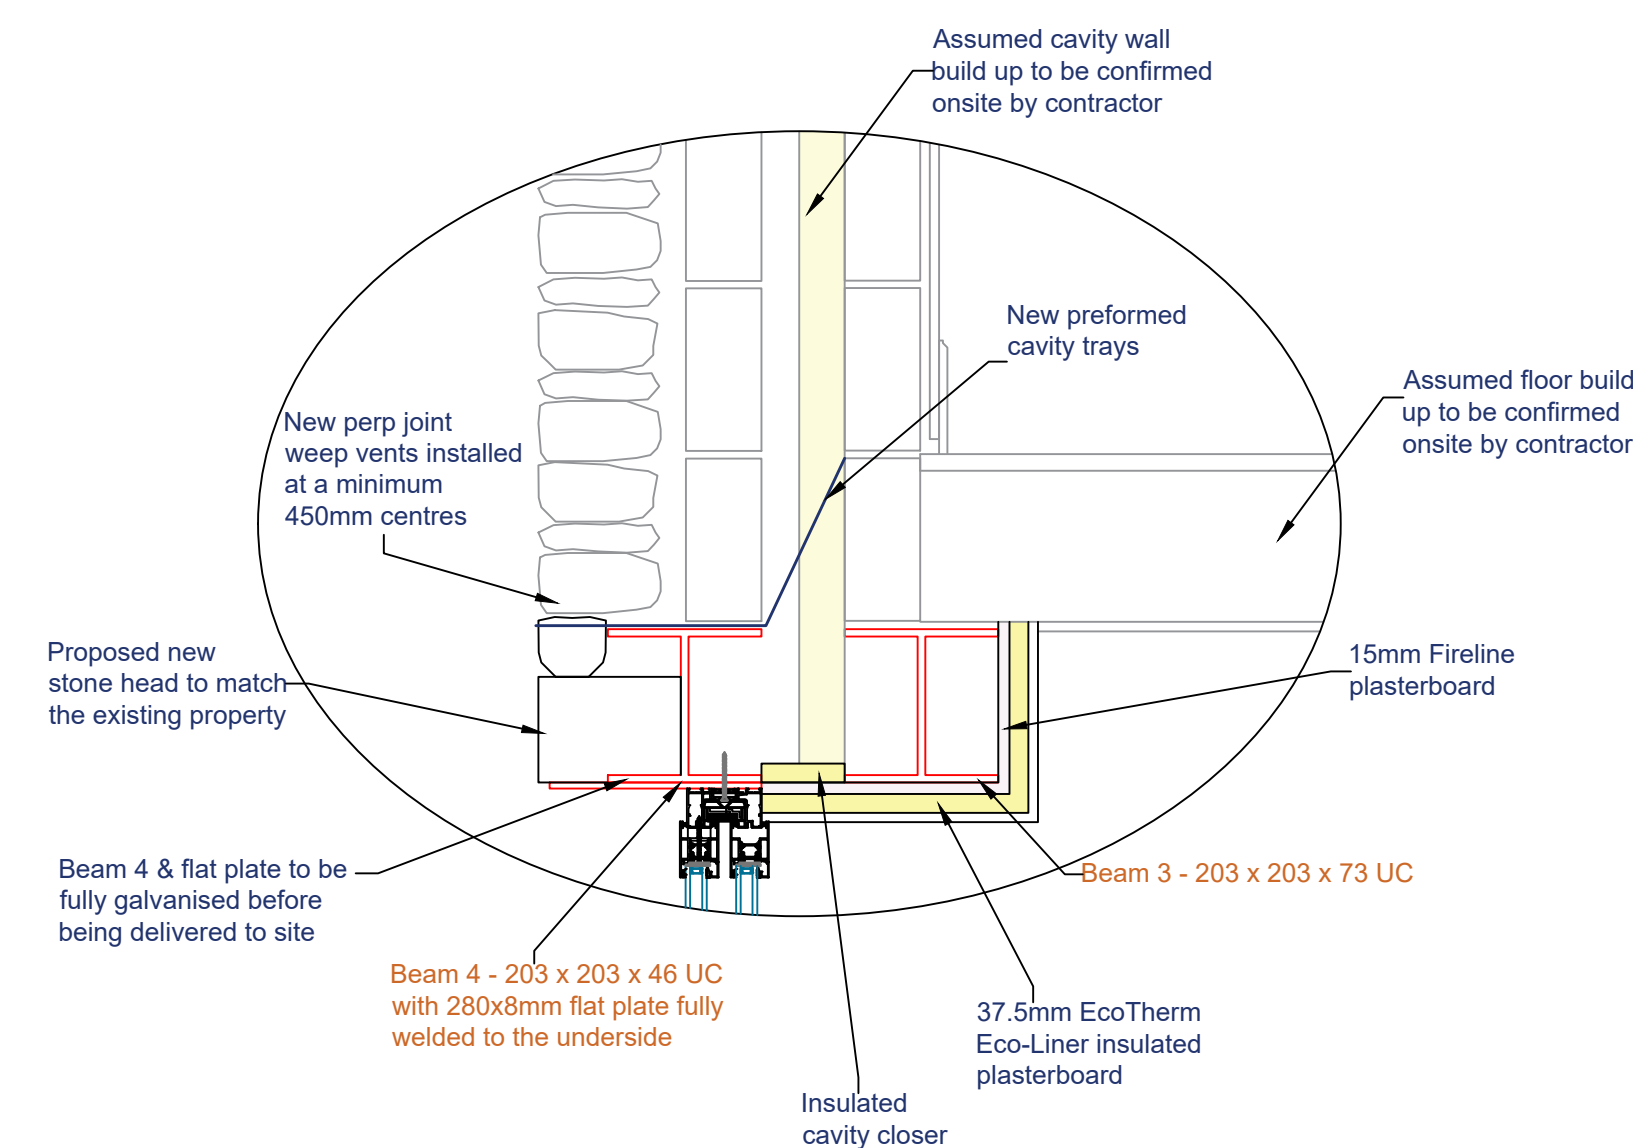 Assumed cavity wall
build up to be confirmed
onsite by contractor
New preformed
cavity trays
Assumed floor build
up to be confirmed
onsite by contractor
New perp joint
weep vents installed
at a minimum
450mm centres
Proposed new
stone head to match
the existing property
15mm Fireline
plasterboard
Beam 4 & flat plate to be
fully galvanised before
being delivered to site
Beam 3 - 203 x 203 x 73 UC
Beam 4 - 203 x 203 x 46 UC
with 280x8mm flat plate fully
welded to the underside
37.5mm EcoTherm
Eco-Liner insulated
plasterboard
Insulated
cavity closer